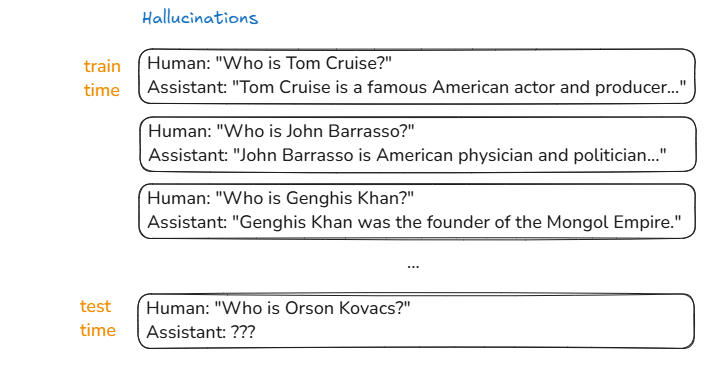 Hallucinations
train
time
Human: "Who is Tom Cruise?"
Assistant: "Tom Cruise is a famous American actor and producer..."
Human: "Who is John Barrasso?"
Assistant: "John Barrasso is American physician and politician..."
Human: "Who is Genghis Khan?"
Assistant: "Genghis Khan was the founder of the Mongol Empire."
...
test
time
Human: "Who is Orson Kovacs?"
Assistant: ???